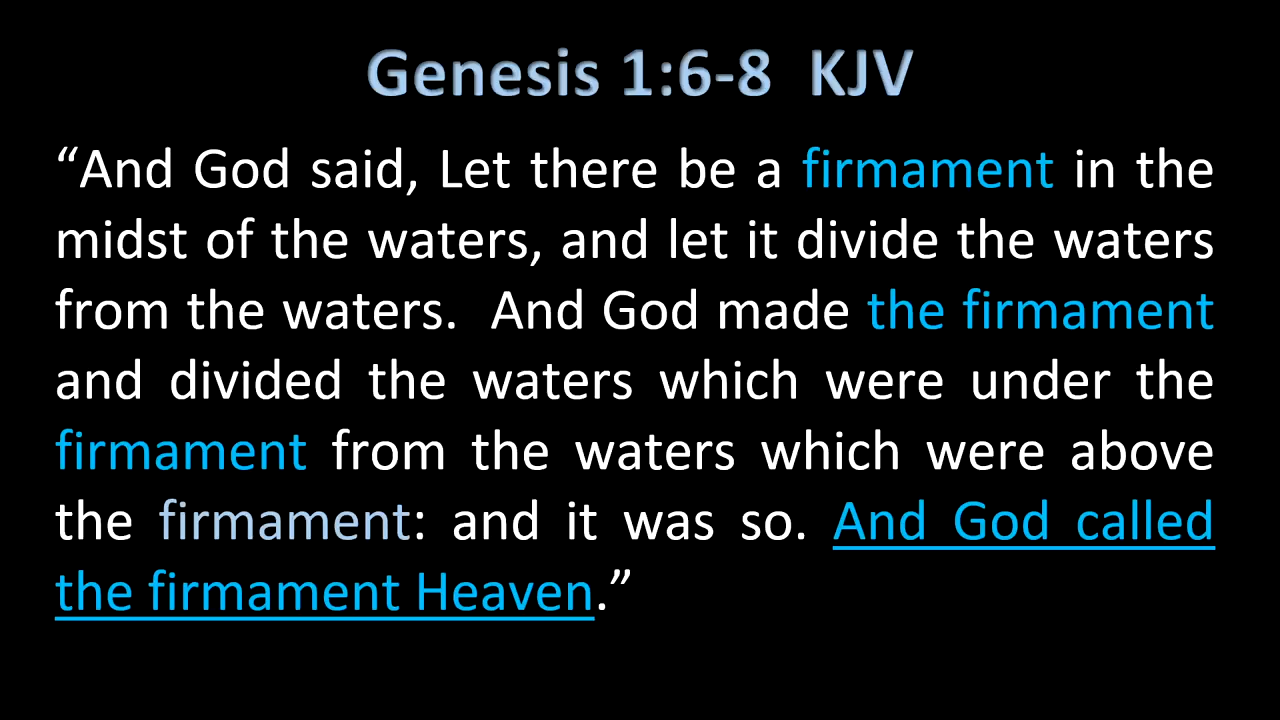 Genesis 1:6-8  KJV
“And God said, Let there be a firmament in the
midst of the waters, and let it divide the waters
from the waters.  And God made the firmament
and divided the waters which were under the
firmament from the waters which were above
the firmament: and it was so. And God called
the firmament Heaven.”